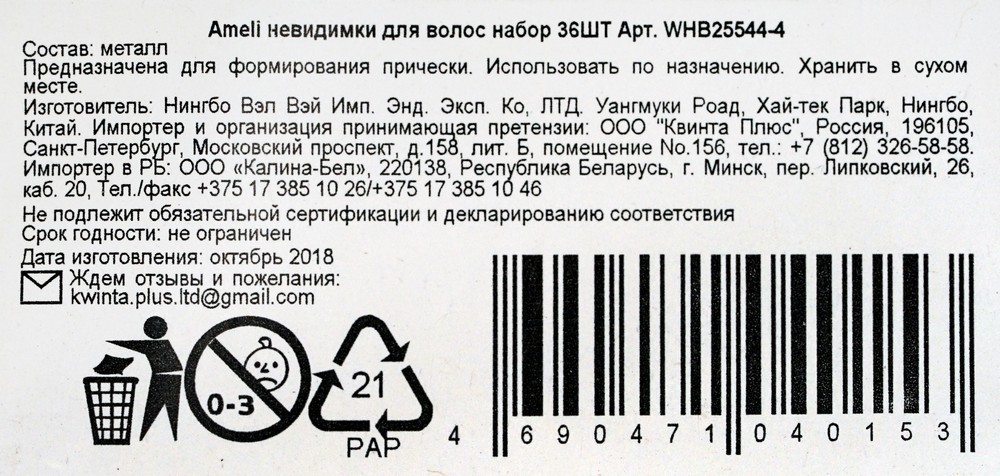 Ameli невидимки для волос набор 36ШТ Арт. WHB25544-4
Состав: металл
Предназначена для формирования прически. Использовать по назначению. Хранить в сухом
месте.
Изготовитель: Нингбо Вэл Вэй Имп. Энд. Эксп. Ко, ЛТД. Уангмуки Роад, Хай-тек Парк, Нингбо,
Китай. Импортер и организация принимающая претензии: ООО "Квинта Плюс", Россия, 196105,
Санкт-Петербург, Московский проспект, д.158, лит. Б, помещение No.156, тел.: +7 (812) 326-58-58.
Импортер в РБ: ООО «Калина-Бел», 220138, Республика Беларусь, г. Минск, пер. Липковский, 26,
каб. 20, Тел./факс +375 17 385 10 26/+375 17 385 10 46
Не подлежит обязательной сертификации и декларированию соответствия
Срок годности: не ограничен
Дата изготовления: октябрь 2018
Ждем отзывы и пожелания:
kwinta.plus.ltd@gmail.com
0-3
21
PAP
4 690471 040153